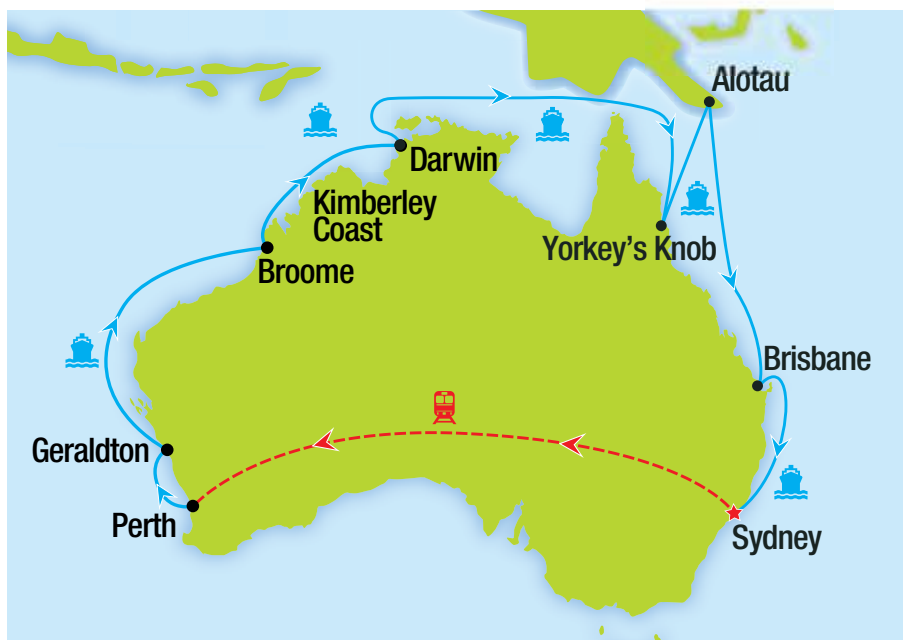 Alotau
Darwin
Kimberley
Coast
Yorkey's Knob
Broome
Brisbane
Geraldton
Perth
Sydney